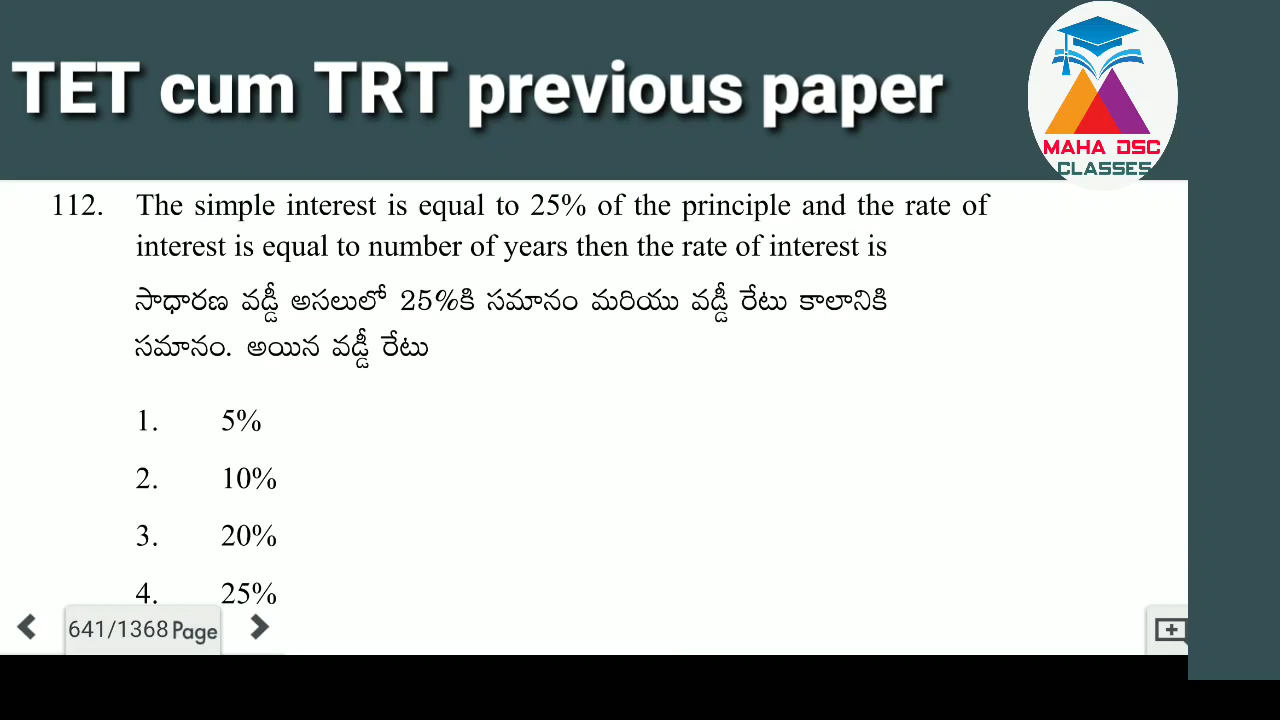 TET cum TRT previous paper
MAHA DSC
CLASSES
112. The simple interest is equal to 25% of the principle and the rate of
interest is equal to number of years then the rate of interest is
సాధారణ వడ్డీ అసలులో 25%కి సమానం మరియు వడ్డీ రేటు కాలానికి
సమానం. అయిన వడ్డీ రేటు
1. 5%
2. 10%
3. 20%
4. 25%
641/1368 Page